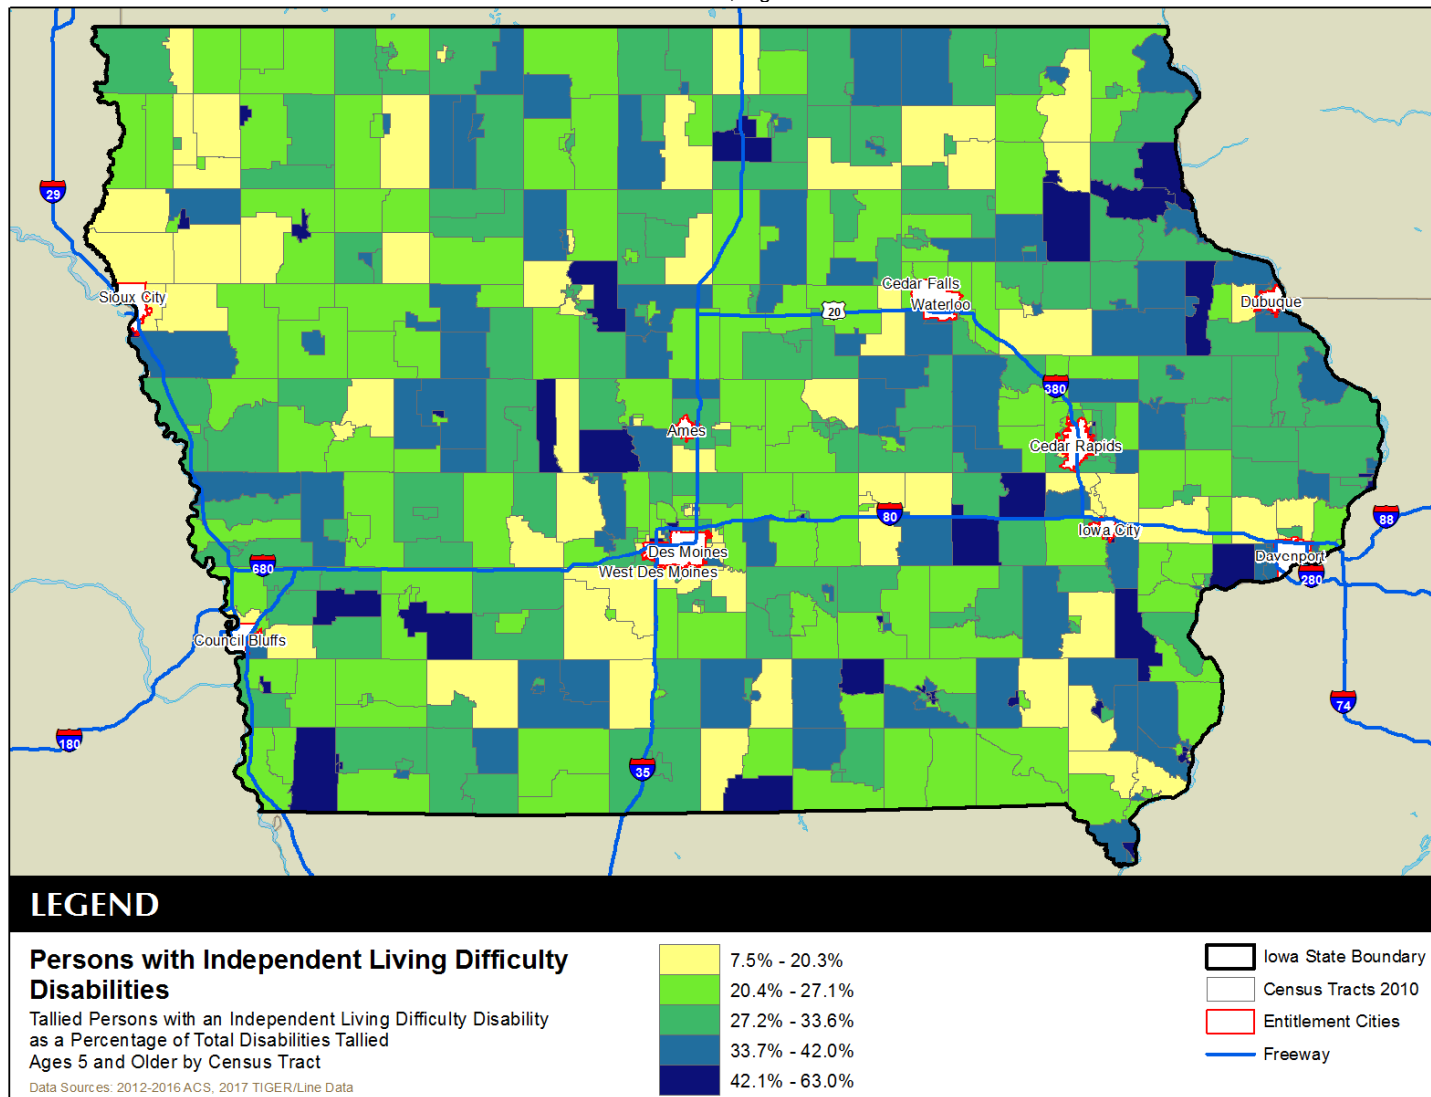 29
Sioux City
20
Cedar Falls
Waterloo
Dubuque
380
Ames
Cedar Rapids
80
88
Iowa City
Des Moines
Davenport
West Des Moines
680
280
Council Bluffs
74
180
35
LEGEND
Persons with Independent Living Difficulty
Disabilities
Tallied Persons with an Independent Living Difficulty Disability
as a Percentage of Total Disabilities Tallied
Ages 5 and Older by Census Tract
Data Sources: 2012-2016 ACS, 2017 TIGER/Line Data
7.5% - 20.3%
20.4% - 27.1%
27.2% - 33.6%
33.7% - 42.0%
42.1% - 63.0%
Iowa State Boundary
Census Tracts 2010
Entitlement Cities
Freeway